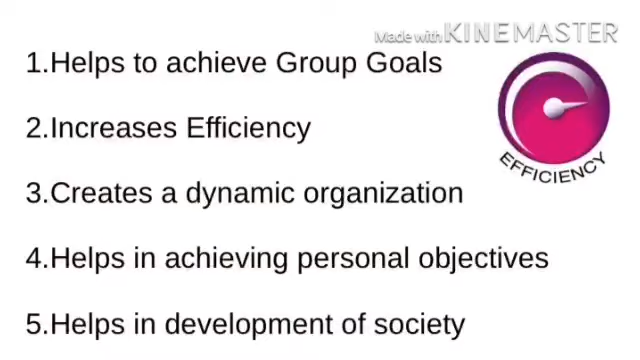 Made with KINEMASTER
1.Helps to achieve Group Goals
2.Increases Efficiency
EFFICIENCY
3.Creates a dynamic organization
4.Helps in achieving personal objectives
5.Helps in development of society